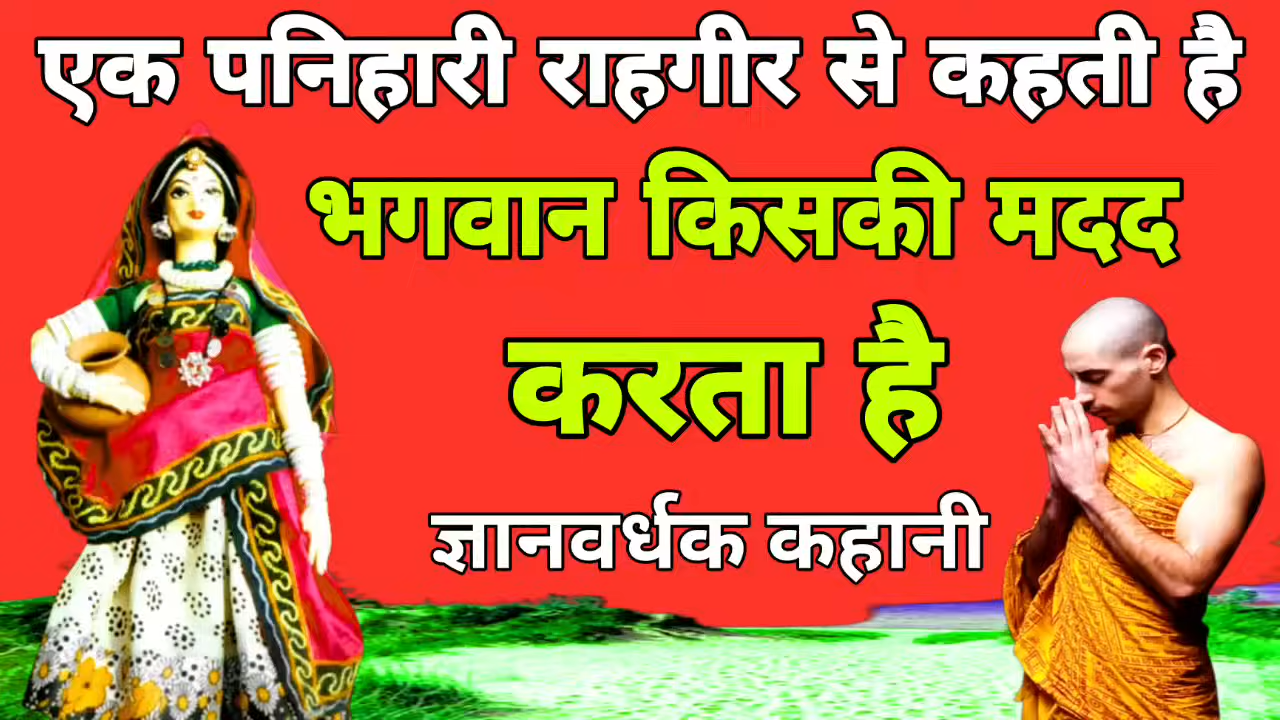 एक पनिहारी राहगीर से कहती है
भगवान किसकी मदद
करता है
ज्ञानवर्धक कहानी